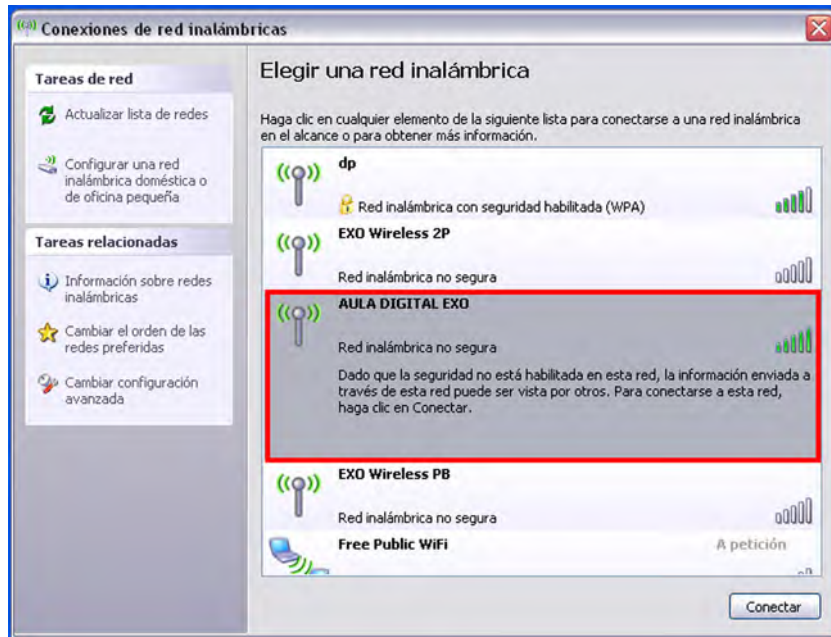 Conexiones de red inalámbricas
Tareas de red
Actualizar lista de redes
Configurar una red
inalámbrica doméstica o
de oficina pequeña
Tareas relacionadas
Información sobre redes
inalámbricas
Cambiar el orden de las
redes preferidas
Cambiar configuración
avanzada
Elegir una red inalámbrica
Haga clic en cualquier elemento de la siguiente lista para conectarse a una red inalámbrica
en el alcance o para obtener más información.
dp
Red inalámbrica con seguridad habilitada (WPA)
EXO Wireless 2P
Red inalámbrica no segura
AULA DIGITAL EXO
Red inalámbrica no segura
Dado que la seguridad no está habilitada en esta red, la información enviada a
través de esta red puede ser vista por otros. Para conectarse a esta red,
haga clic en Conectar.
EXO Wireless PB
Red inalámbrica no segura
Free Public WiFi
A petición
Conectar